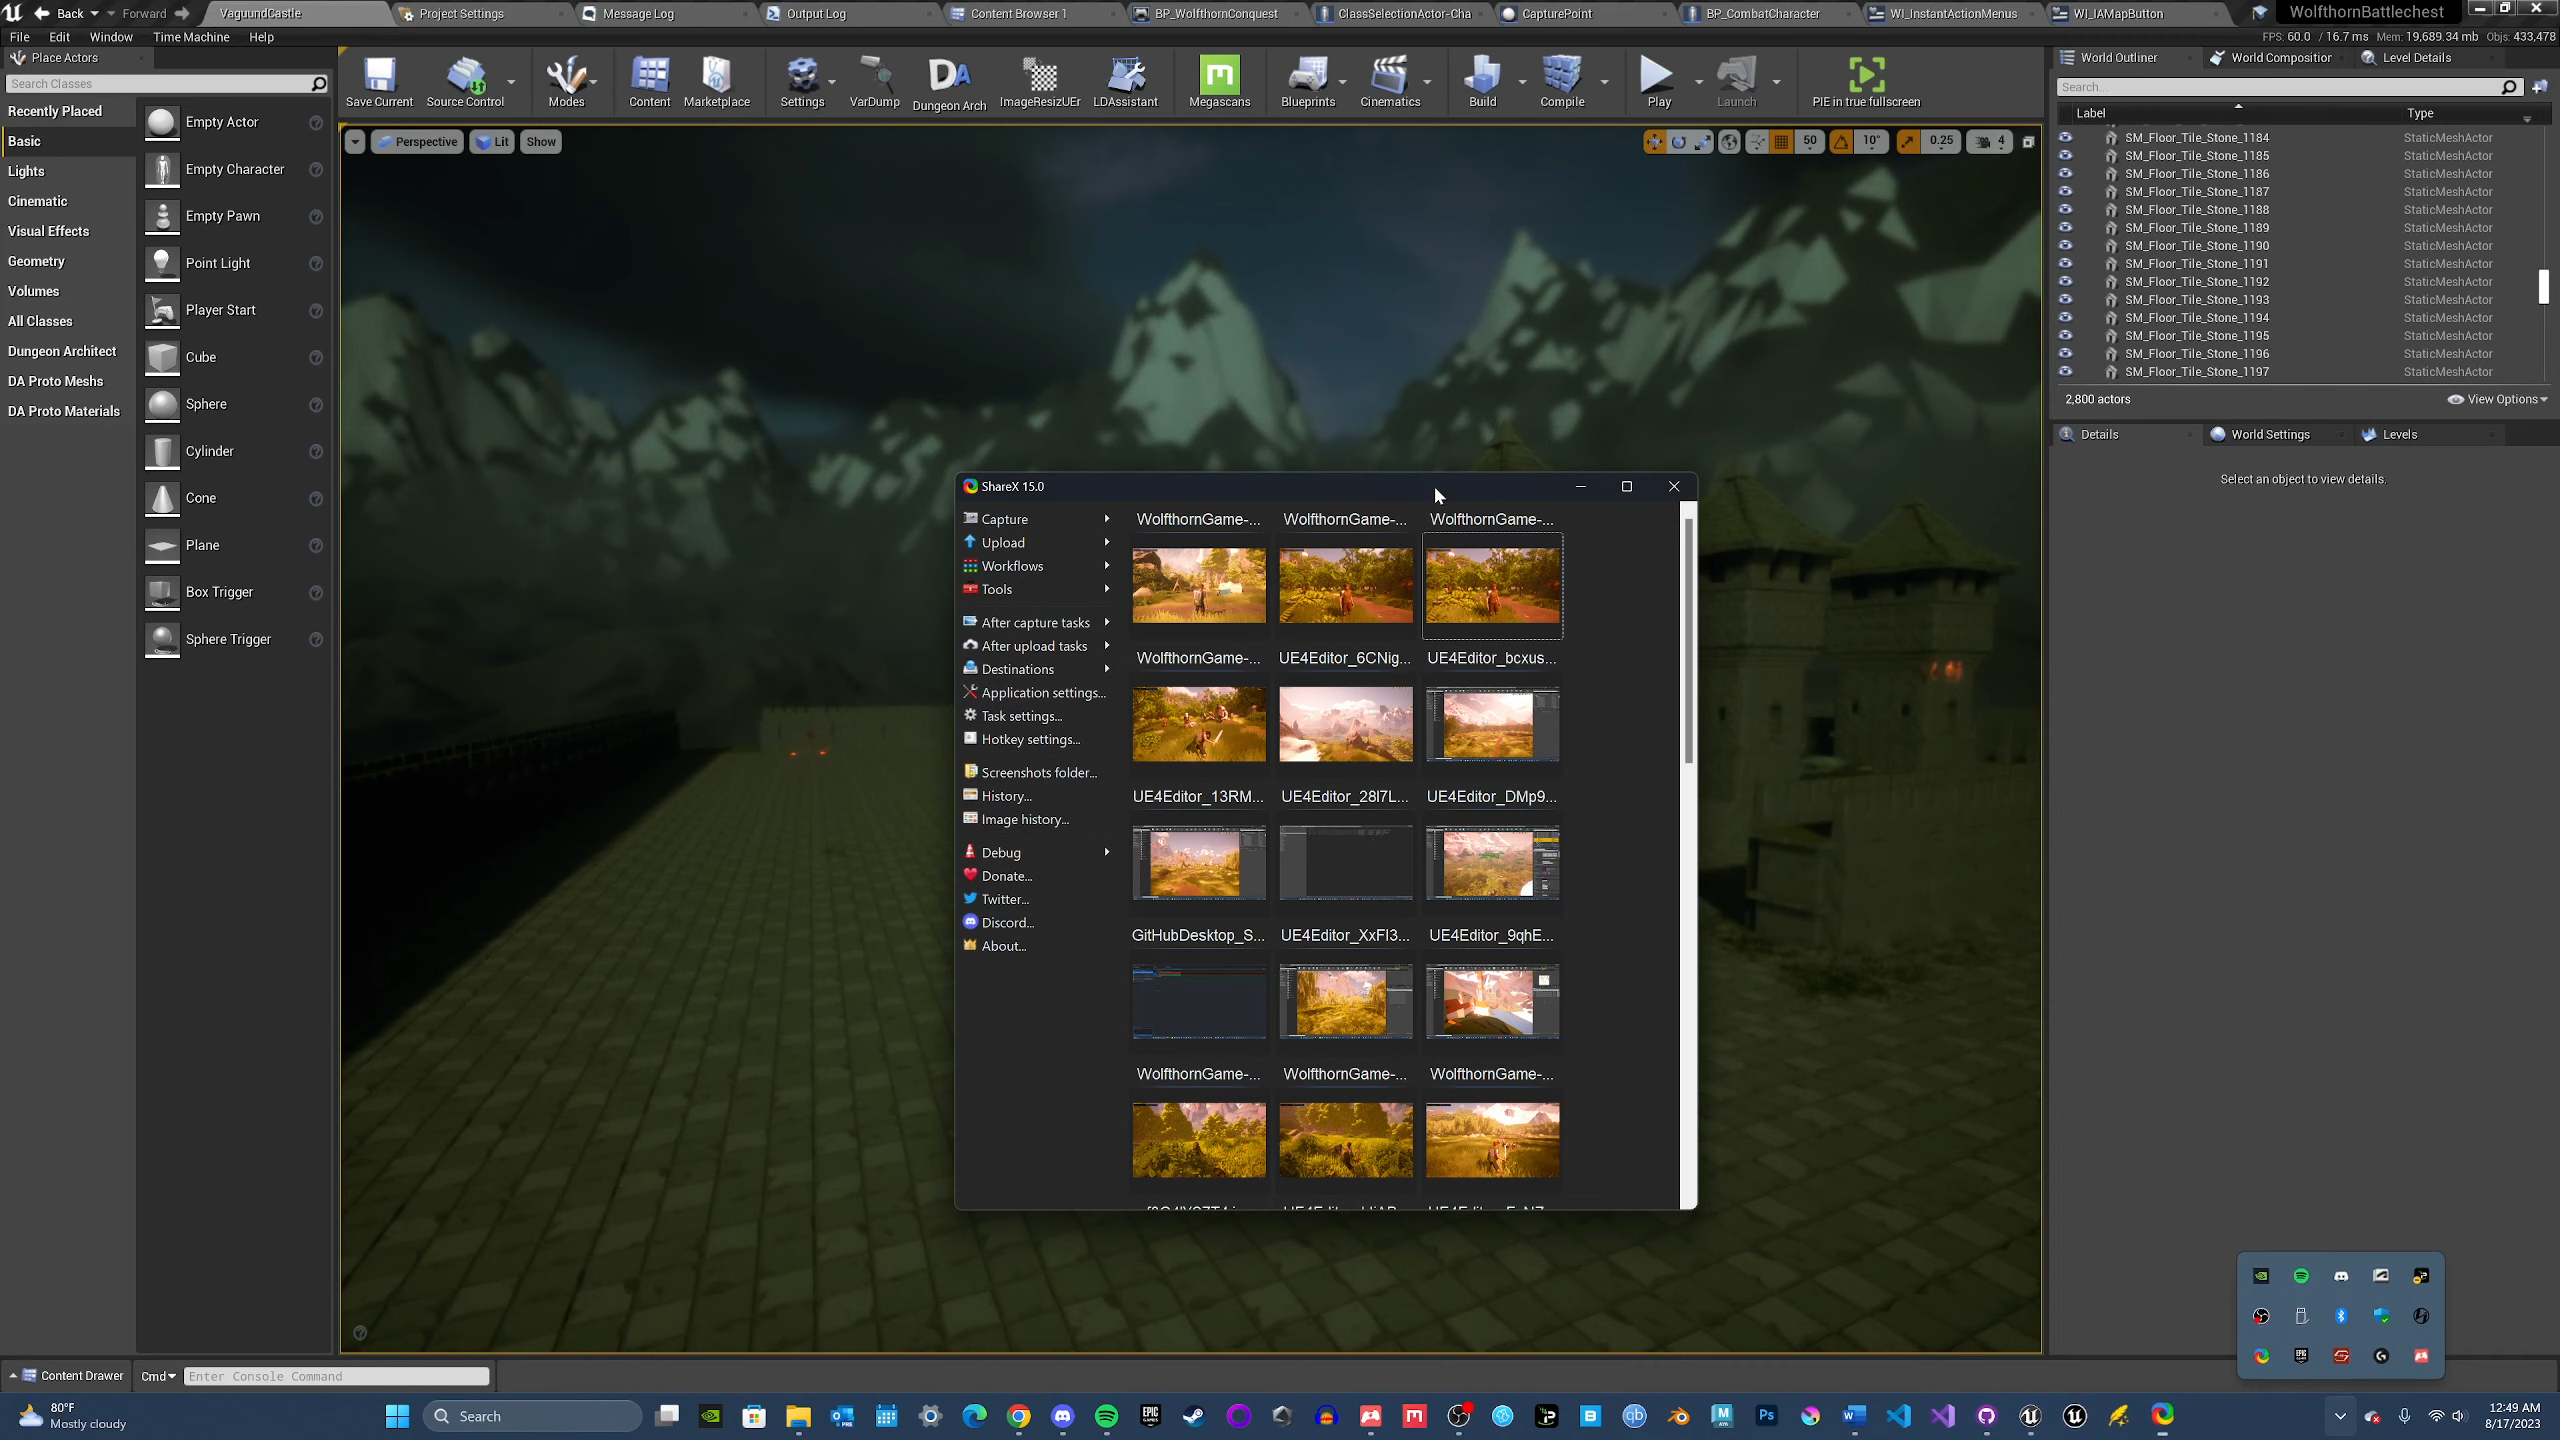 Back
Forward
VaguundCastle
Project Settings
Message Log
Output Log
Content Browser 1
BP_WolfthornConquest
ClassSelectionActor-Cha
CapturePoint
BP_CombatCharacter
WI_InstantActionMenus
WI_IAMapButton
WolfthornBattlechest
File Edit Window Time Machine Help
FPS: 60.0 / 16.7 ms Mem: 19,689.34 mb Objs: 433,478
Place Actors
Search Classes
Recently Placed
Basic
Lights
Cinematic
Visual Effects
Geometry
Volumes
All Classes
Dungeon Architect
DA Proto Meshs
DA Proto Materials
Empty Actor
Empty Character
Empty Pawn
Point Light
Player Start
Cube
Sphere
Cylinder
Cone
Plane
Box Trigger
Sphere Trigger
Save Current
Source Control
Modes
Content
Marketplace
Settings
VarDump
Dungeon Arch
ImageResizUEr
LDAssistant
Megascans
Blueprints
Cinematics
Build
Compile
Play
Launch
PIE in true fullscreen
Perspective
Lit
Show
50
10°
0.25
4
World Outliner
World Composition
Level Details
Search...
Label
Type
SM_Floor_Tile_Stone_1184 StaticMeshActor
SM_Floor_Tile_Stone_1185 StaticMeshActor
SM_Floor_Tile_Stone_1186 StaticMeshActor
SM_Floor_Tile_Stone_1187 StaticMeshActor
SM_Floor_Tile_Stone_1188 StaticMeshActor
SM_Floor_Tile_Stone_1189 StaticMeshActor
SM_Floor_Tile_Stone_1190 StaticMeshActor
SM_Floor_Tile_Stone_1191 StaticMeshActor
SM_Floor_Tile_Stone_1192 StaticMeshActor
SM_Floor_Tile_Stone_1193 StaticMeshActor
SM_Floor_Tile_Stone_1194 StaticMeshActor
SM_Floor_Tile_Stone_1195 StaticMeshActor
SM_Floor_Tile_Stone_1196 StaticMeshActor
SM_Floor_Tile_Stone_1197 StaticMeshActor
2,800 actors
View Options
Details
World Settings
Levels
Select an object to view details.
ShareX 15.0
Capture
Upload
Workflows
Tools
After capture tasks
After upload tasks
Destinations
Application settings...
Task settings...
Hotkey settings...
Screenshots folder...
History...
Image history...
Debug
Donate...
Twitter...
Discord...
About...
WolfthornGame-... WolfthornGame-... WolfthornGame-...
WolfthornGame-... UE4Editor_6CNig... UE4Editor_bcxus...
UE4Editor_13RM... UE4Editor_28l7L... UE4Editor_DMp9...
GitHubDesktop_S... UE4Editor_XxFI3... UE4Editor_9qhE...
WolfthornGame-... WolfthornGame-... WolfthornGame-...
Content Drawer
Cmd
Enter Console Command
80°F
Mostly cloudy
Search
12:49 AM
8/17/2023